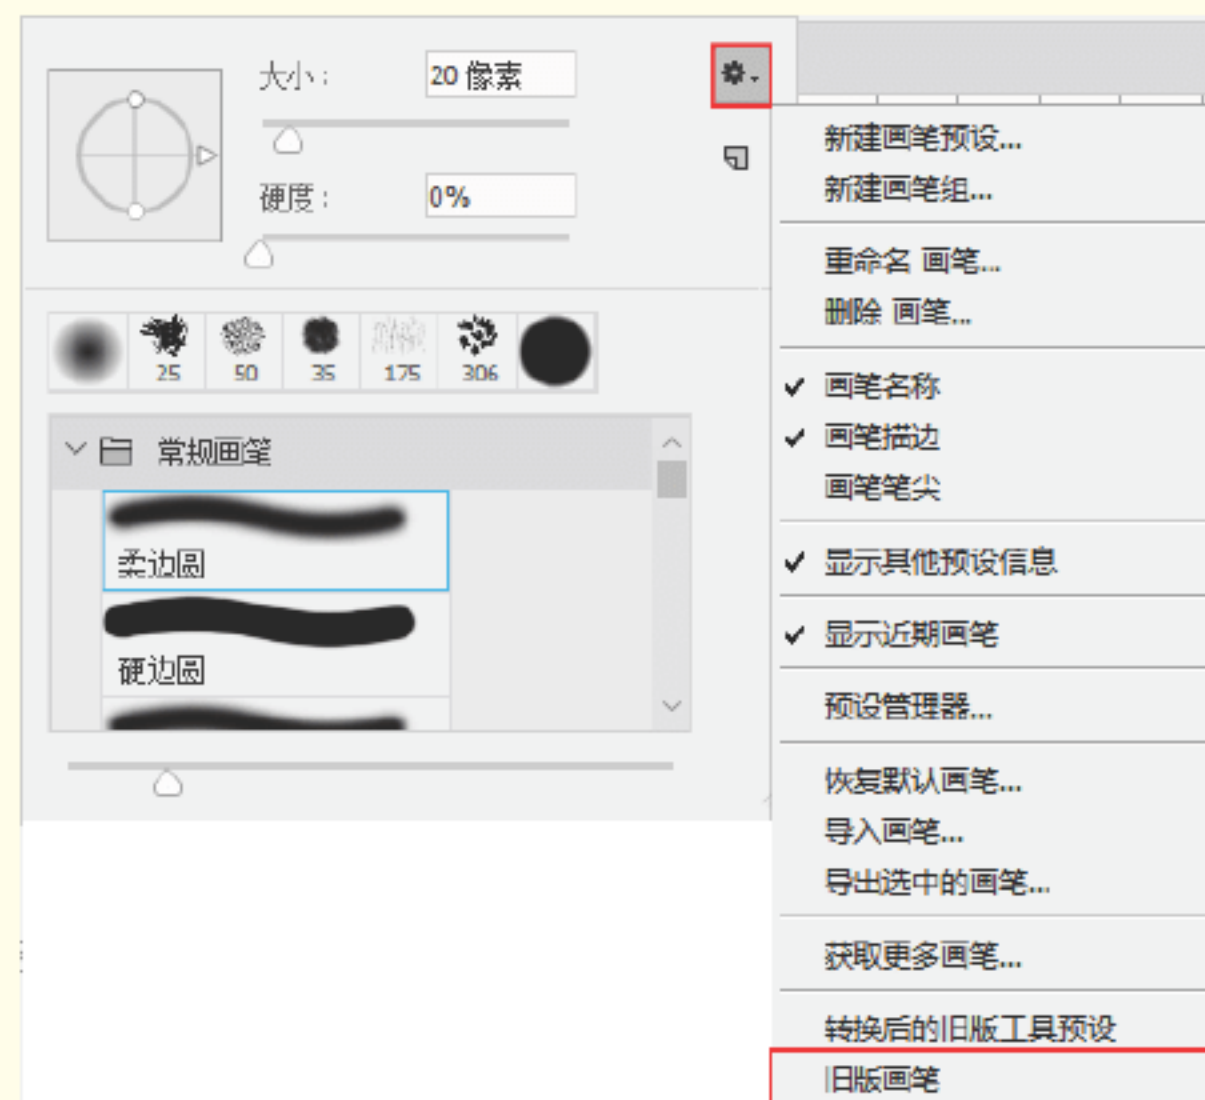 大小：
20 像素
硬度：
0%
25
50
35
175
306
常规画笔
柔边圆
硬边圆
新建画笔预设...
新建画笔组...
重命名 画笔...
删除 画笔...
画笔名称
画笔描边
画笔笔尖
显示其他预设信息
显示近期画笔
预设管理器...
恢复默认画笔...
导入画笔...
导出选中的画笔...
获取更多画笔...
转换后的旧版工具预设
旧版画笔